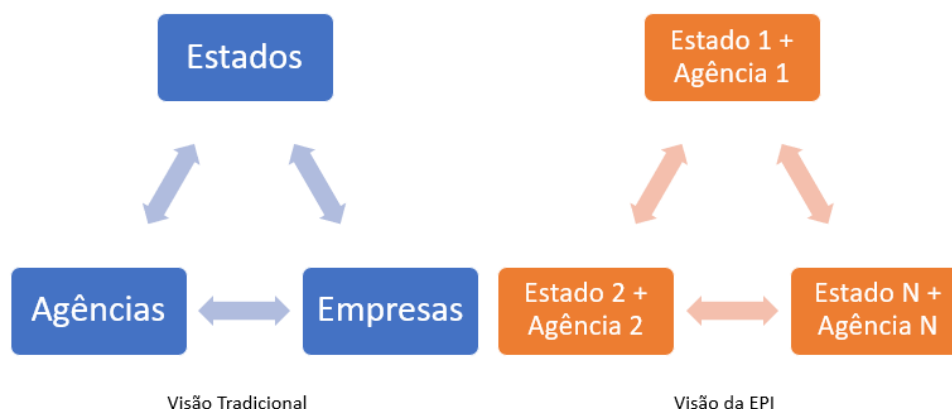 Estados
Estado 1 +
Agência 1
Agências
Empresas
Estado 2 +
Agência 2
Estado N +
Agência N
Visão Tradicional
Visão da EPI